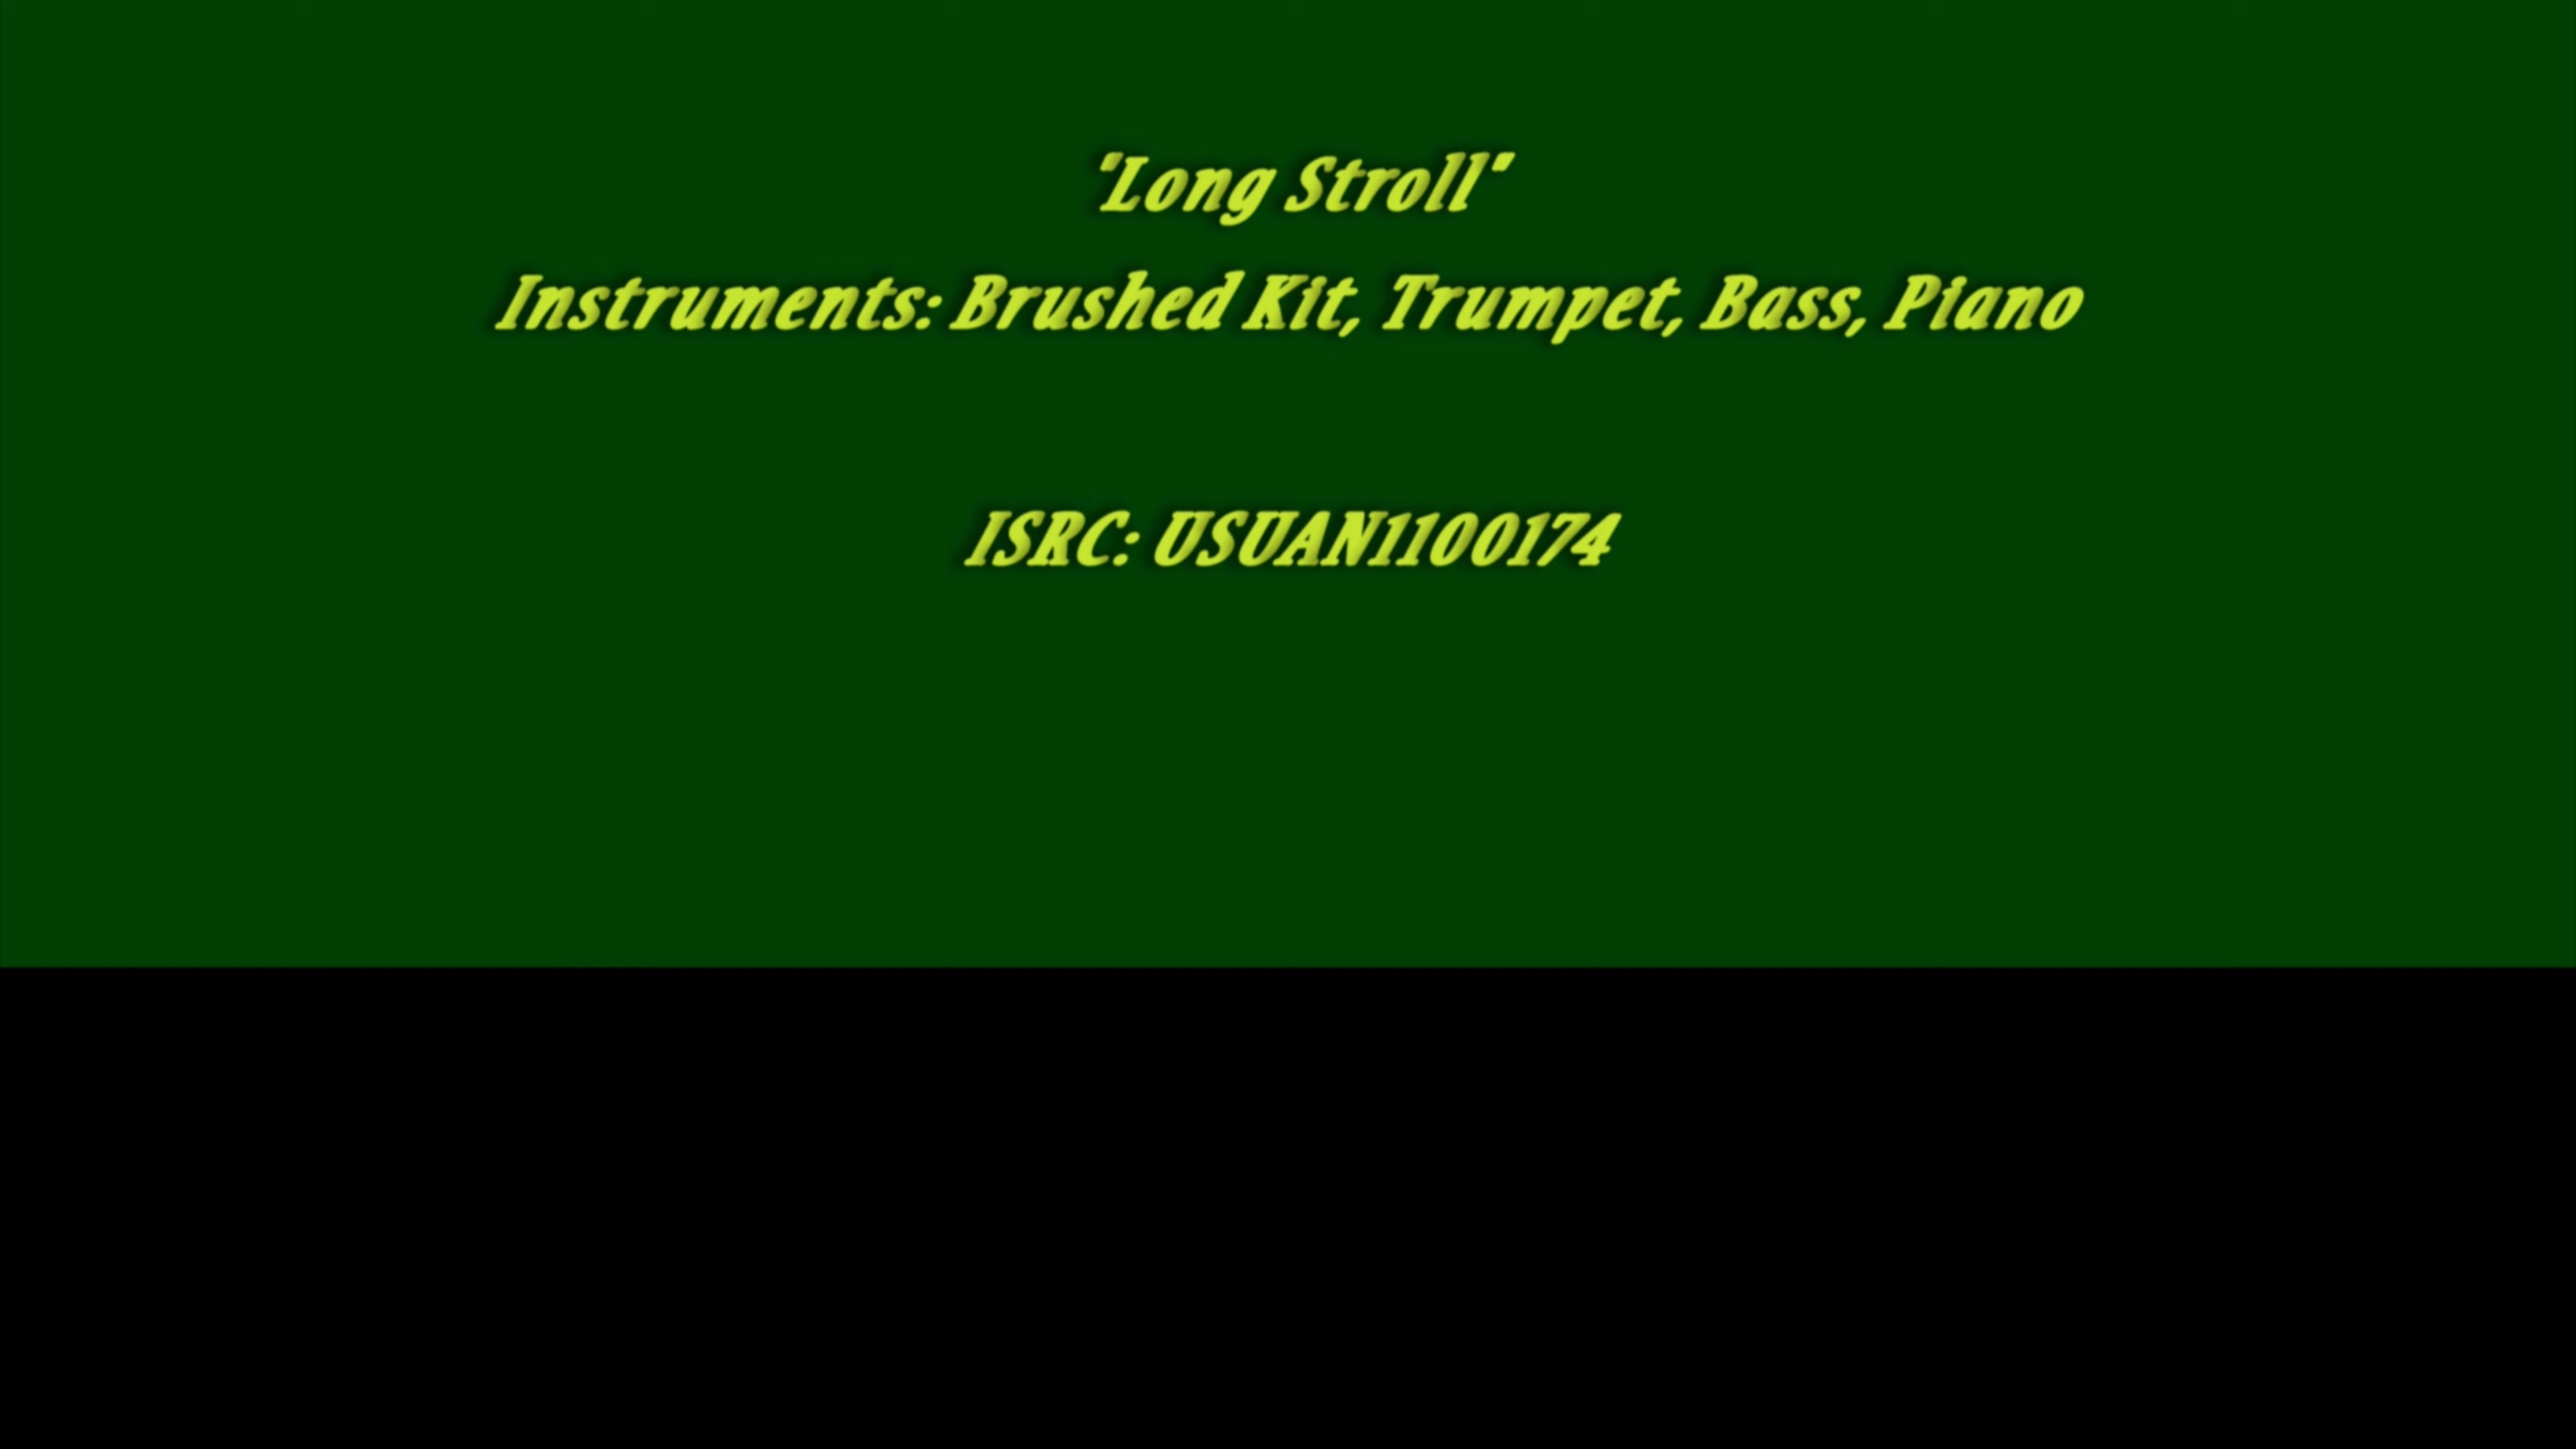 "Long Stroll"
Instruments: Brushed Kit, Trumpet, Bass, Piano
ISRC: USUAN1100174